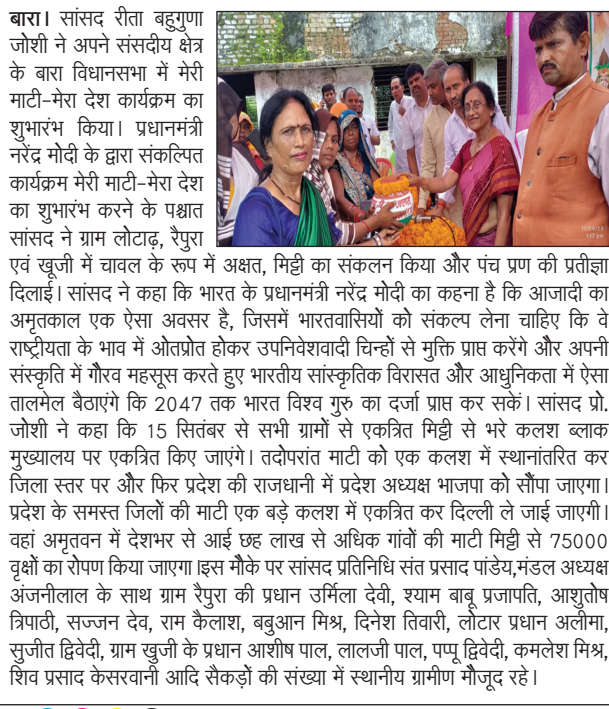 बारा। सांसद रीता बहुगुणा
जोशी ने अपने संसदीय क्षेत्र
के बारा विधानसभा में मेरी
माटी-मेरा देश कार्यक्रम का
शुभारंभ किया। प्रधानमंत्री
नरेंद्र मोदी के द्वारा संकल्पित
कार्यक्रम मेरी माटी-मेरा देश
का शुभारंभ करने के पश्चात
सांसद ने ग्राम लोटाढ़, रैपुरा
एवं खूजी में चावल के रूप में अक्षत, मिट्टी का संकलन किया और पंच प्रण की प्रतीज्ञा
दिलाई। सांसद ने कहा कि भारत के प्रधानमंत्री नरेंद्र मोदी का कहना है कि आजादी का
अमृतकाल एक ऐसा अवसर है, जिसमें भारतवासियों को संकल्प लेना चाहिए कि वे
राष्ट्रीयता के भाव में ओतप्रोत होकर उपनिवेशवादी चिन्हों से मुक्ति प्राप्त करेंगे और अपनी
संस्कृति में गौरव महसूस करते हुए भारतीय सांस्कृतिक विरासत और आधुनिकता में ऐसा
तालमेल बैठाएंगे कि 2047 तक भारत विश्व गुरु का दर्जा प्राप्त कर सकें। सांसद प्रो.
जोशी ने कहा कि 15 सितंबर से सभी ग्रामों से एकत्रित मिट्टी से भरे कलश ब्लाक
मुख्यालय पर एकत्रित किए जाएंगे। तदोपरांत माटी को एक कलश में स्थानांतरित कर
जिला स्तर पर और फिर प्रदेश की राजधानी में प्रदेश अध्यक्ष भाजपा को सौंपा जाएगा।
प्रदेश के समस्त जिलों की माटी एक बड़े कलश में एकत्रित कर दिल्ली ले जाई जाएगी।
वहां अमृतवन में देशभर से आई छह लाख से अधिक गांवों की माटी मिट्टी से 75000
वृक्षों का रोपण किया जाएगा।इस मौके पर सांसद प्रतिनिधि संत प्रसाद पांडेय,मंडल अध्यक्ष
अंजनीलाल के साथ ग्राम रैपुरा की प्रधान उर्मिला देवी, श्याम बाबू प्रजापति, आशुतोष
त्रिपाठी, सज्जन देव, राम कैलाश, बबुआन मिश्र, दिनेश तिवारी, लोटार प्रधान अलीमा,
सुजीत द्विवेदी, ग्राम खुजी के प्रधान आशीष पाल, लालजी पाल, पप्पू द्विवेदी, कमलेश मिश्र,
शिव प्रसाद केसरवानी आदि सैकड़ों की संख्या में स्थानीय ग्रामीण मौजूद रहे।